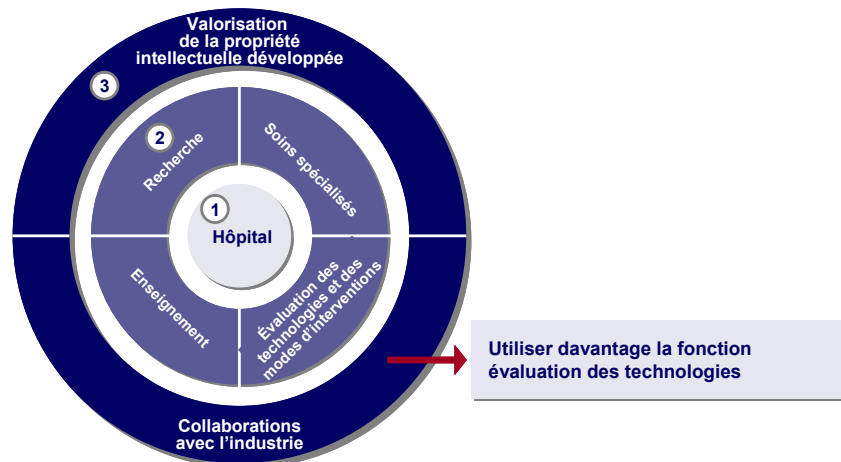 Valorisation
de la propriété
intellectuelle développée
3
2
Recherche
Soins spécialisés
1
Hôpital
Enseignement
Évaluation des
technologies et des
modes d'interventions
Utiliser davantage la fonction
évaluation des technologies
Collaborations
avec l'industrie